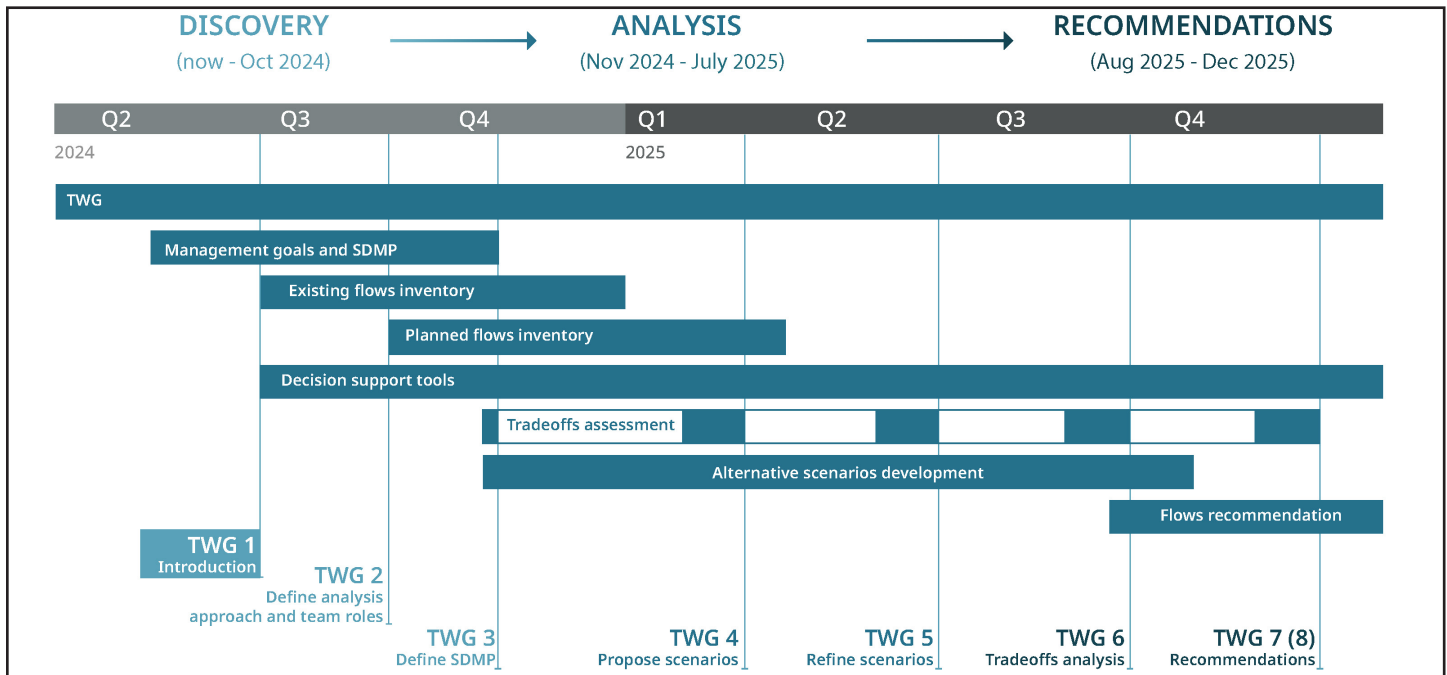 DISCOVERY
(now - Oct 2024)
ANALYSIS
(Nov 2024 - July 2025)
RECOMMENDATIONS
(Aug 2025 - Dec 2025)
Q2 Q3 Q4 Q1 Q2 Q3 Q4
2024 2025
TWG
Management goals and SDMP
Existing flows inventory
Planned flows inventory
Decision support tools
Tradeoffs assessment
Alternative scenarios development
Flows recommendation
TWG 1
Introduction
TWG 2
Define analysis
approach and team roles
TWG 3
Define SDMP
TWG 4
Propose scenarios
TWG 5
Refine scenarios
TWG 6
Tradeoffs analysis
TWG 7 (8)
Recommendations